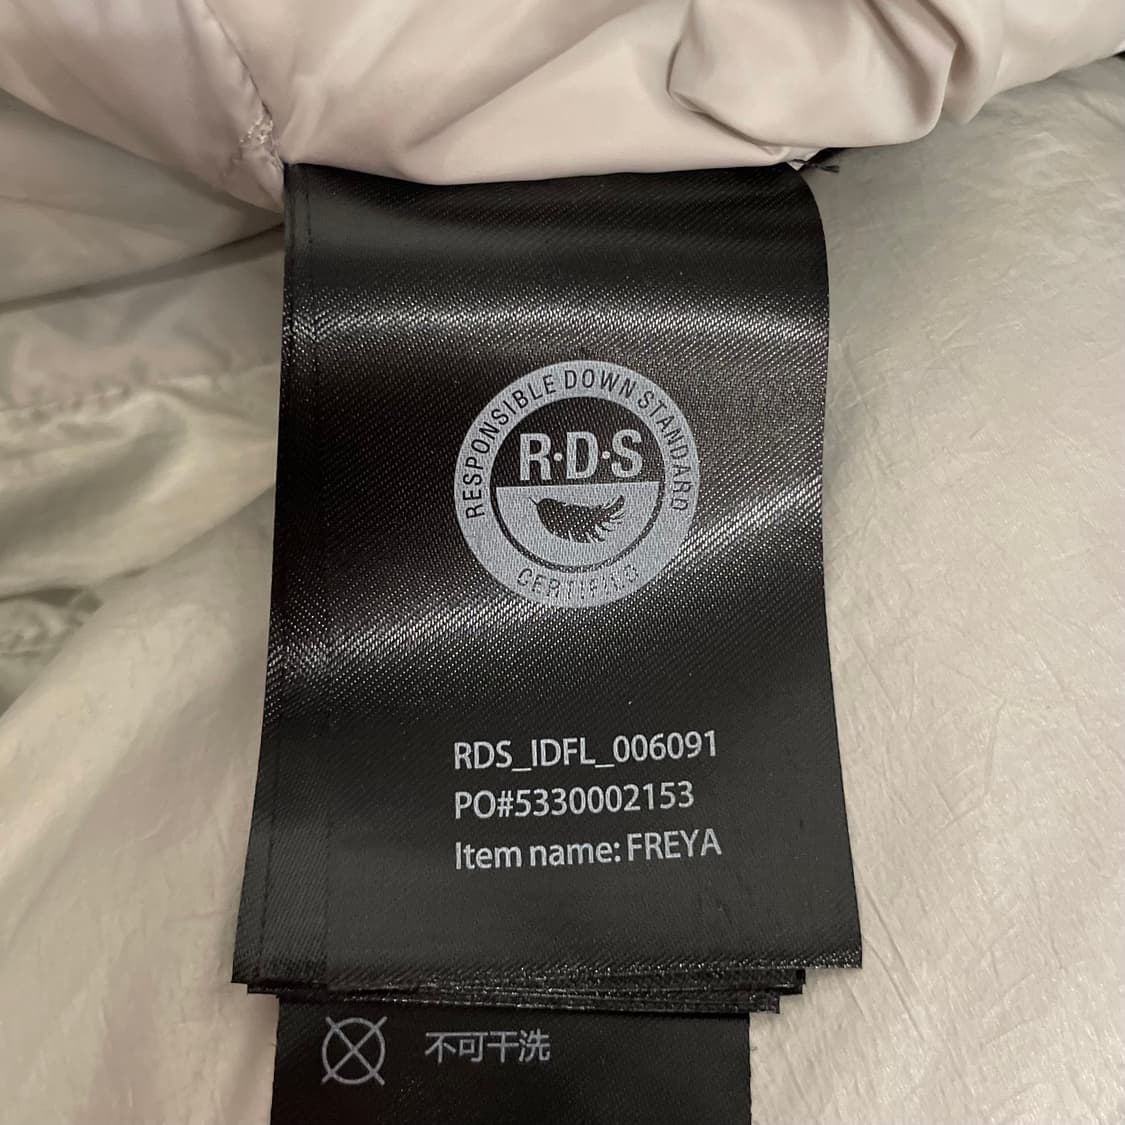 RESPONSIBLE DOWN STANDARD
R·D·S
CERTIFIED
RDS_IDFL_006091
PO#5330002153
Item name: FREYA
不可干洗